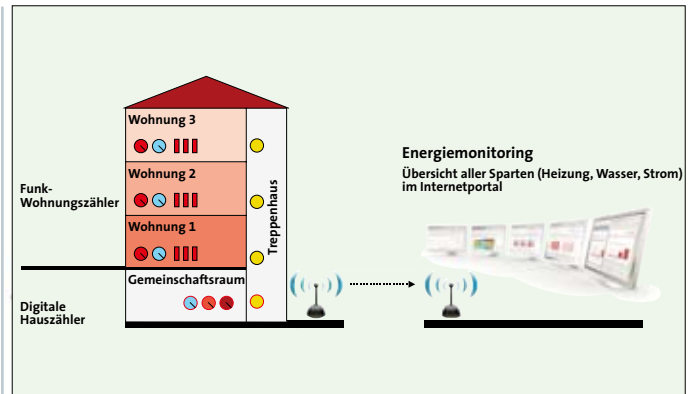 Wohnung 3
Wohnung 2
Wohnung 1
Gemeinschaftsraum
Treppenhaus
Funk-
Wohnungszähler
Digitale
Hauszähler
Energiemonitoring
Übersicht aller Sparten (Heizung, Wasser, Strom)
im Internetportal